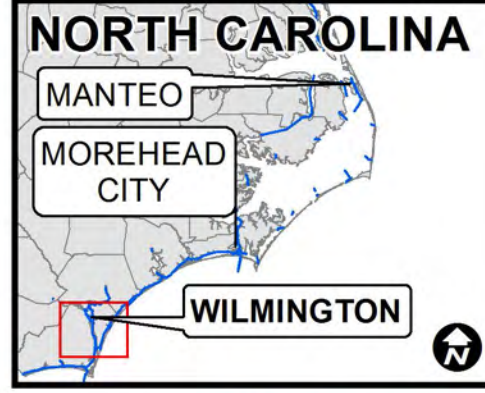 NORTH CAROLINA
MANTEO
MOREHEAD
CITY
WILMINGTON
N